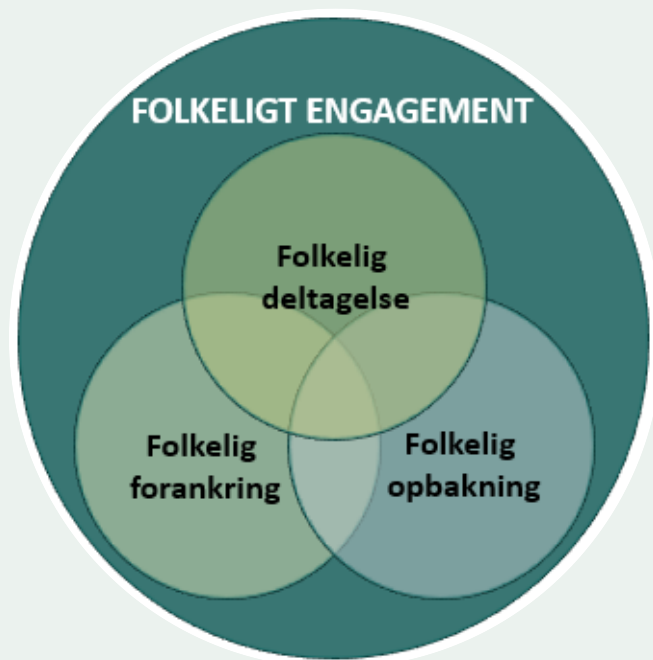 FOLKELIGT ENGAGEMENT
Folkelig
deltagelse
Folkelig
forankring
Folkelig
opbakning